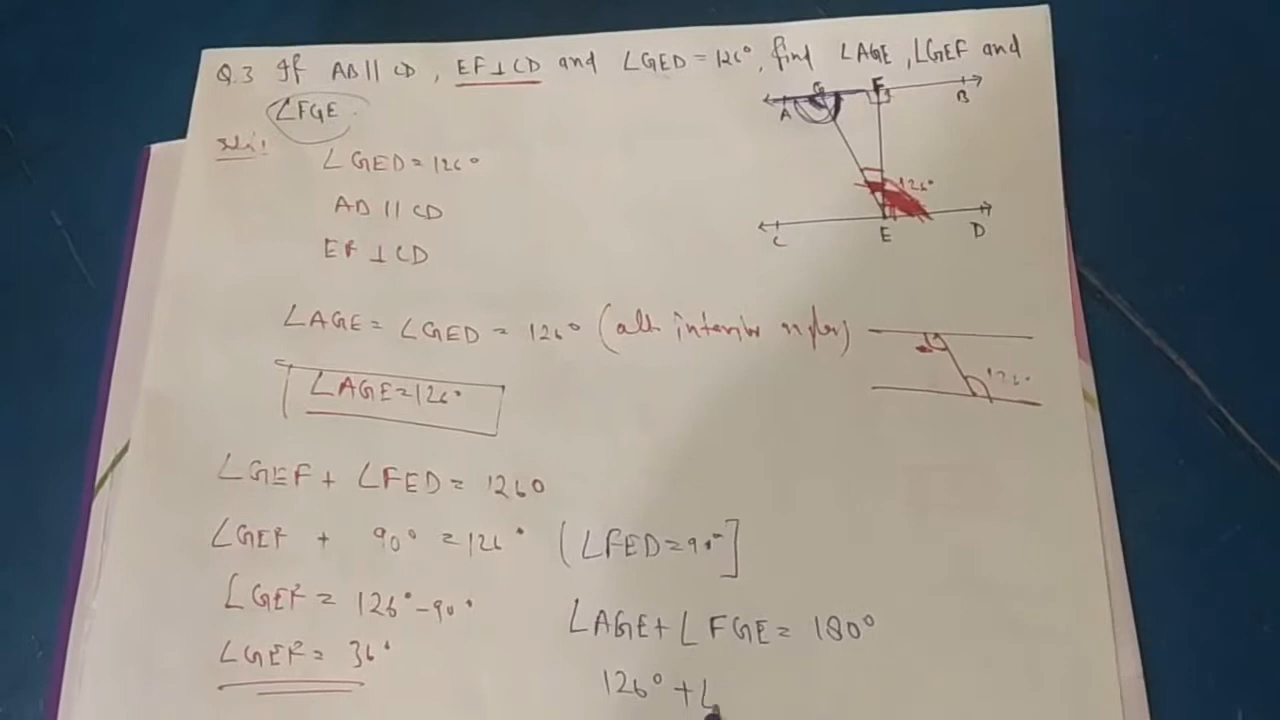 Q.3 If AB || CD, EF ⊥ CD and ∠GED = 126°, find ∠AGE, ∠GEF and
∠FGE.
Soln:
∠GED = 126°
AB || CD
EF ⊥ CD
A G F B
126°
C E D
∠AGE = ∠GED = 126° (alt interior angles)
126°
∠AGE = 126°
∠GEF + ∠FED = 126°
∠GEF + 90° = 126° (∠FED = 90°]
∠GEF = 126° - 90°
∠GEF = 36°
∠AGE + ∠FGE = 180°
126° + ∠